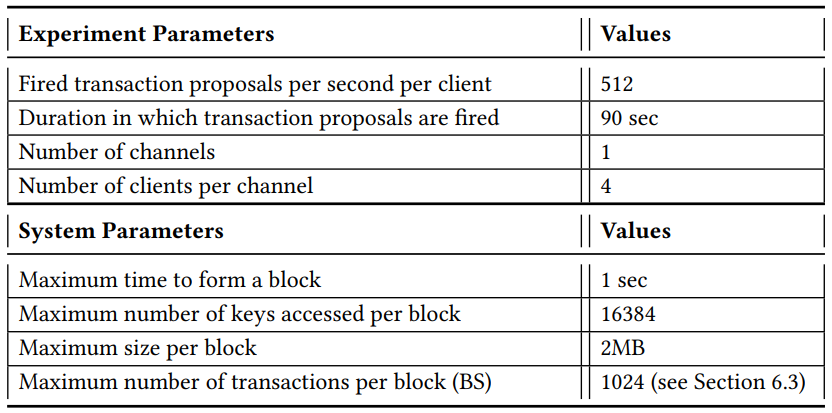 Experiment Parameters Values
Fired transaction proposals per second per client 512
Duration in which transaction proposals are fired 90 sec
Number of channels 1
Number of clients per channel 4
System Parameters Values
Maximum time to form a block 1 sec
Maximum number of keys accessed per block 16384
Maximum size per block 2MB
Maximum number of transactions per block (BS) 1024 (see Section 6.3)